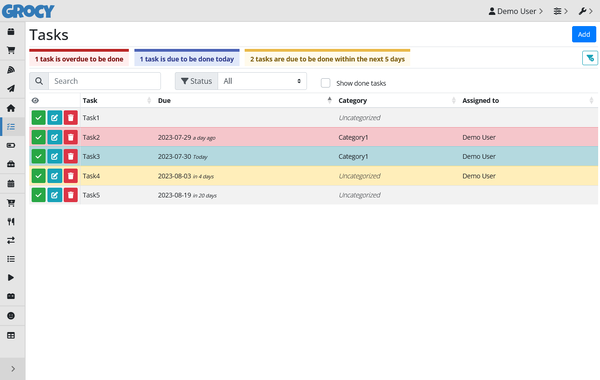 GROCY
Demo User
Tasks
Add
1 task is overdue to be done
1 task is due to be done today
2 tasks are due to be done within the next 5 days
Search
Status
All
Show done tasks
Task Due Category Assigned to
Task1 Uncategorized
Task2 2023-07-29 a day ago Category1 Demo User
Task3 2023-07-30 Today Category1 Demo User
Task4 2023-08-03 in 4 days Uncategorized Demo User
Task5 2023-08-19 in 20 days Uncategorized